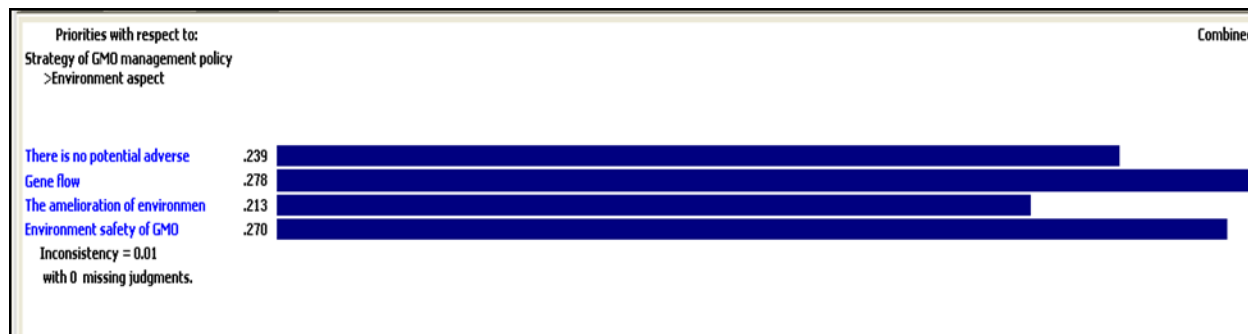 Priorities with respect to:
Combined
Strategy of GMO management policy
>Environment aspect
There is no potential adverse .239
Gene flow .278
The amelioration of environmen .213
Environment safety of GMO .270
Inconsistency = 0.01
with 0 missing judgments.